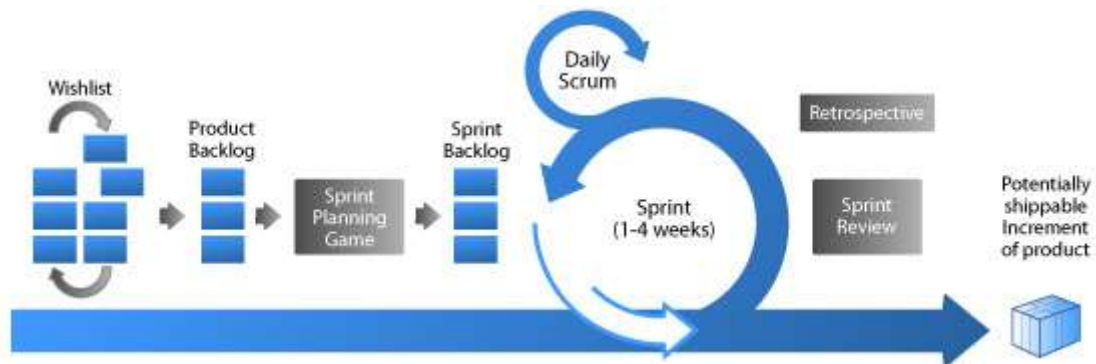 Wishlist
Product
Backlog
Sprint
Planning
Game
Sprint
Backlog
Daily
Scrum
Sprint
(1-4 weeks)
Retrospective
Sprint
Review
Potentially
shippable
Increment
of product